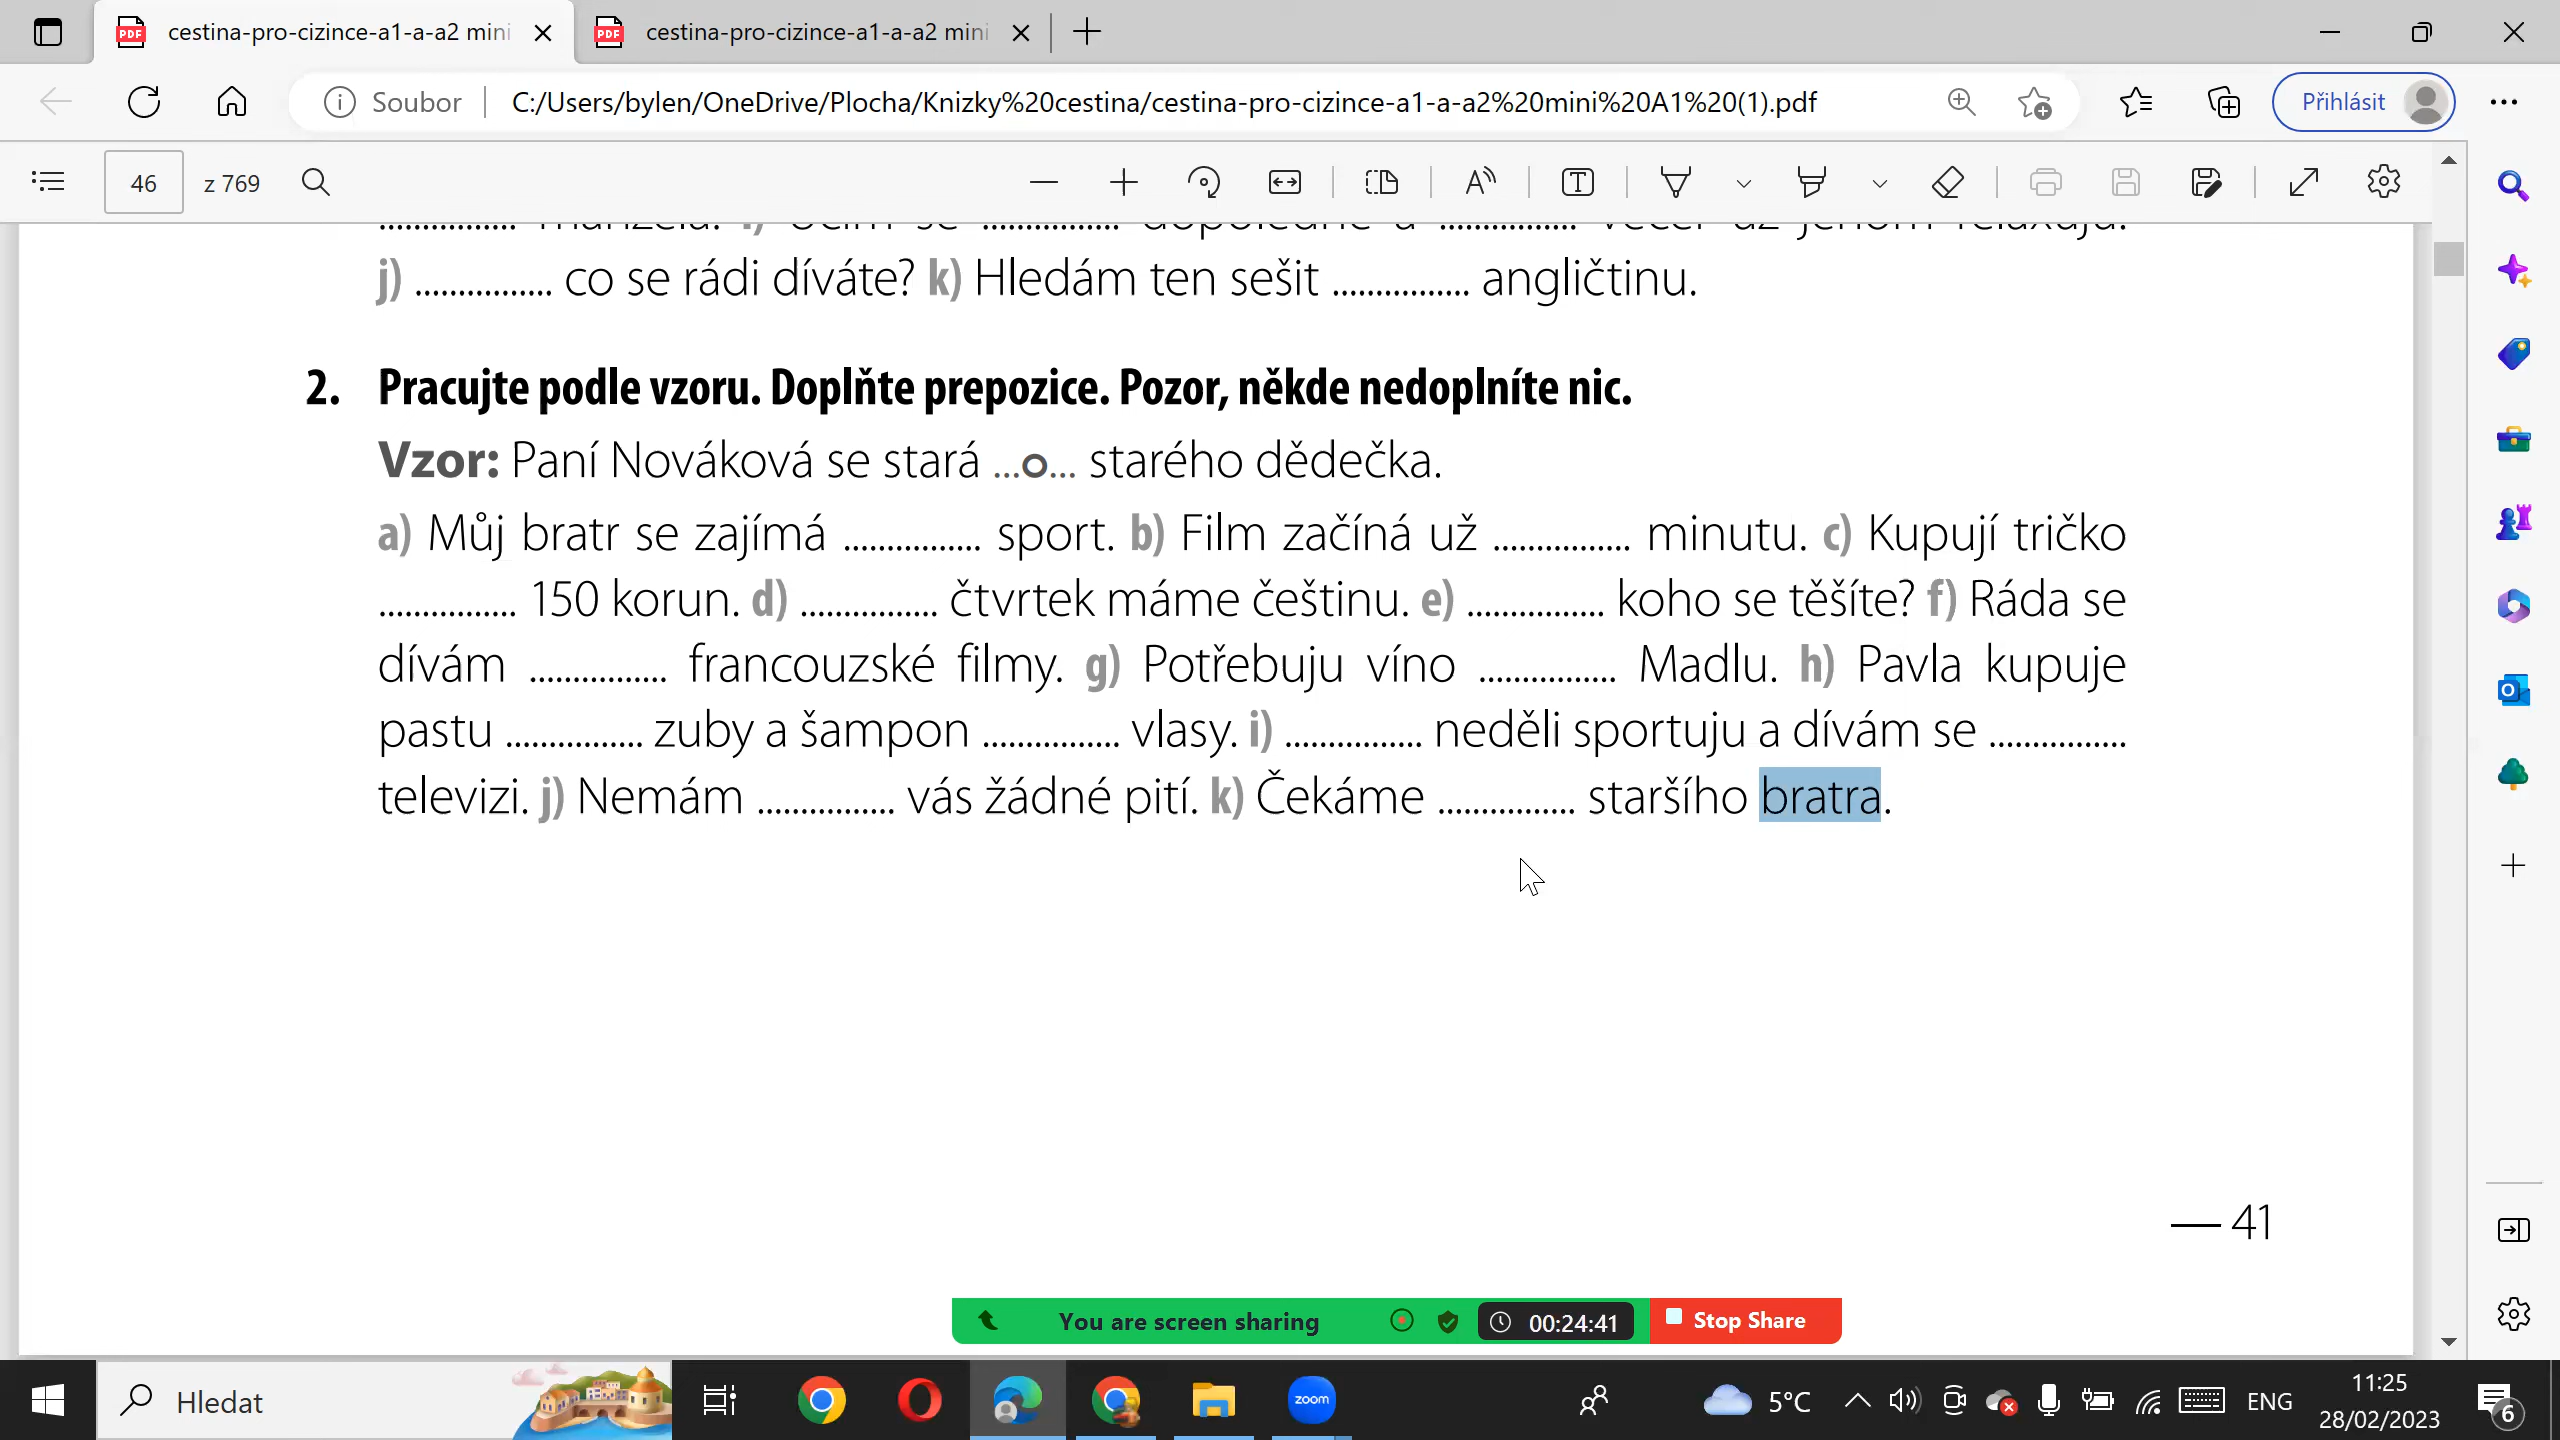 cestina-pro-cizince-a1-a-a2 mini
cestina-pro-cizince-a1-a-a2 mini
Soubor
C:/Users/bylen/OneDrive/Plocha/Knizky%20cestina/cestina-pro-cizince-a1-a-a2%20mini%20A1%20(1).pdf
Přihlásit
46
z 769
j) ................ co se rádi díváte? k) Hledám ten sešit ................ angličtinu.
2. Pracujte podle vzoru. Doplňte prepozice. Pozor, někde nedoplníte nic.
Vzor: Paní Nováková se stará ...o... starého dědečka.
a) Můj bratr se zajímá ................ sport. b) Film začíná už ................ minutu. c) Kupují tričko
................ 150 korun. d) ................ čtvrtek máme češtinu. e) ................ koho se těšíte? f) Ráda se
dívám ................ francouzské filmy. g) Potřebuju víno ................ Madlu. h) Pavla kupuje
pastu ................ zuby a šampon ................ vlasy. i) ................ neděli sportuju a dívám se ................
televizi. j) Nemám ................ vás žádné pití. k) Čekáme ................ staršího bratra.
— 41
You are screen sharing
00:24:41
Stop Share
Hledat
zoom
5°C
ENG
11:25
28/02/2023
6